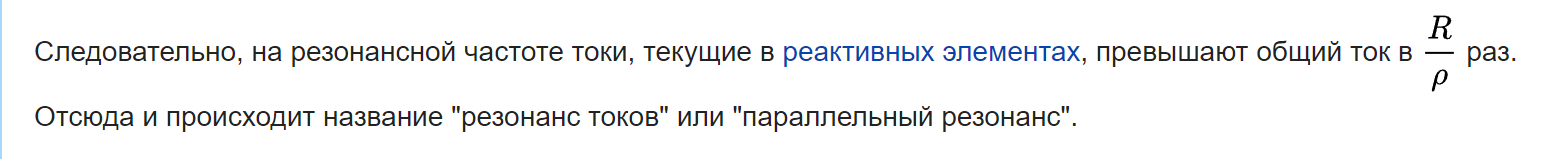 Следовательно, на резонансной частоте токи, текущие в реактивных элементах, превышают общий ток в R/ρ раз.
Отсюда и происходит название "резонанс токов" или "параллельный резонанс".